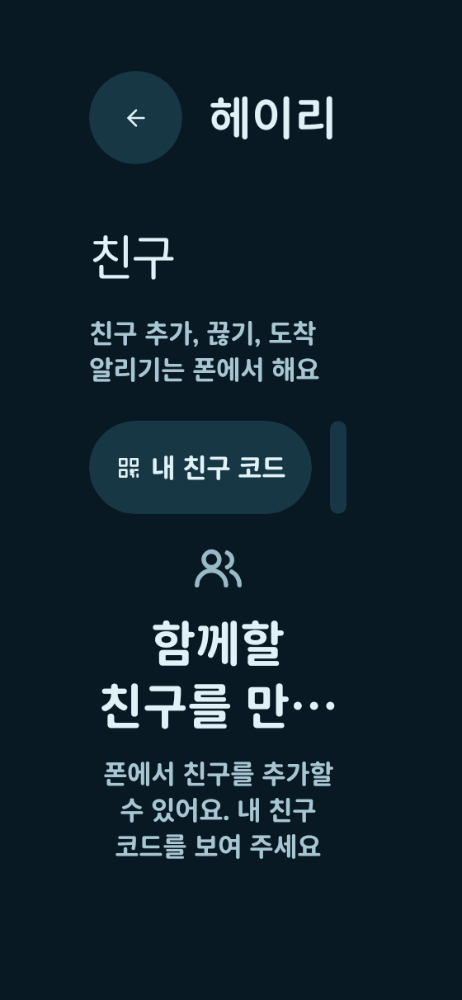 헤이리
친구
친구 추가, 끊기, 도착
알리기는 폰에서 해요
내 친구 코드
함께할
친구를 만…
폰에서 친구를 추가할
수 있어요. 내 친구
코드를 보여 주세요